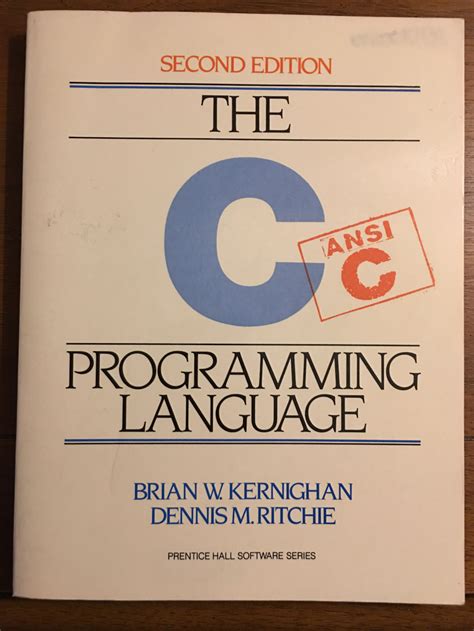 SECOND EDITION
THE
C
ANSI
C
PROGRAMMING
LANGUAGE
BRIAN W. KERNIGHAN
DENNIS M. RITCHIE
PRENTICE HALL SOFTWARE SERIES